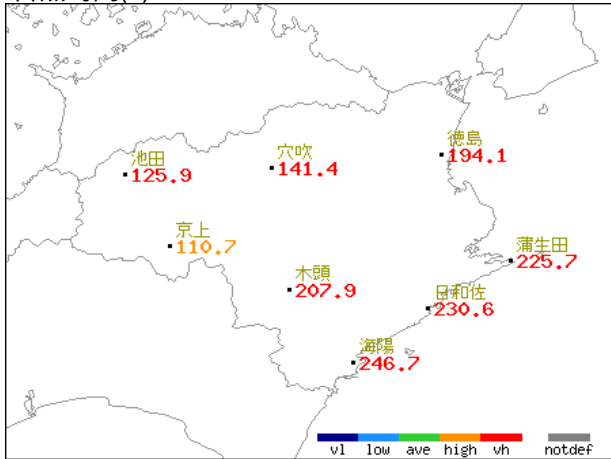 徳島
194.1
穴吹
141.4
池田
125.9
京上
110.7
蒲生田
225.7
木頭
207.9
日和佐
230.6
海陽
246.7
vl low ave high vh notdef